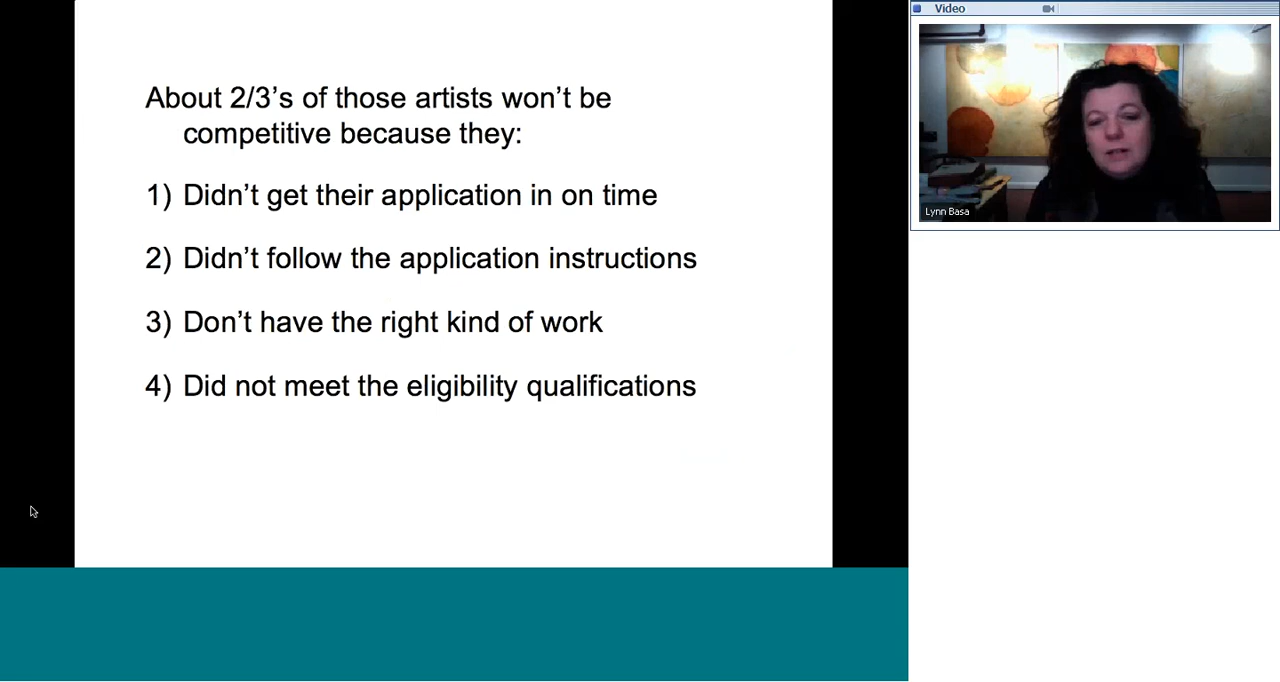 About 2/3's of those artists won't be
competitive because they:
1) Didn't get their application in on time
2) Didn't follow the application instructions
3) Don't have the right kind of work
4) Did not meet the eligibility qualifications
Video
Lynn Basa